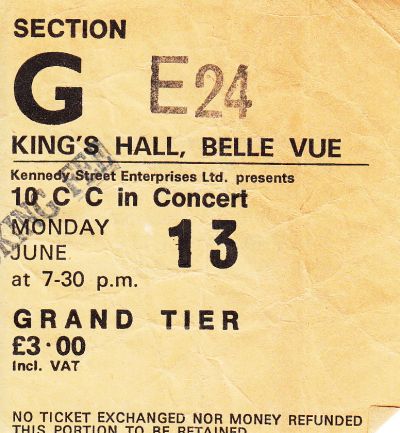 SECTION
G E24
KING'S HALL, BELLE VUE
Kennedy Street Enterprises Ltd. presents
10 C C in Concert
MONDAY
JUNE 13
at 7-30 p.m.
GRAND TIER
£3·00
Incl. VAT
NO TICKET EXCHANGED NOR MONEY REFUNDED
THIS PORTION TO BE RETAINED